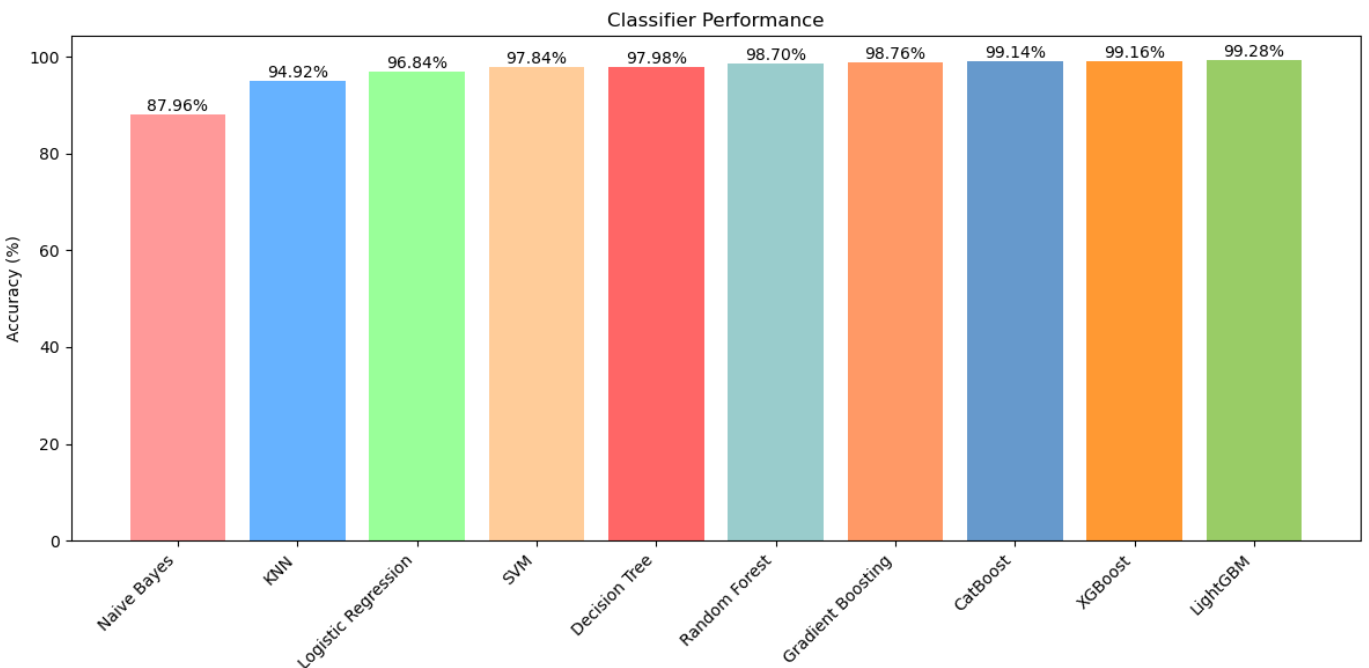 Classifier Performance
87.96%
94.92%
96.84%
97.84%
97.98%
98.70%
98.76%
99.14%
99.16%
99.28%
Accuracy (%)
100
80
60
40
20
0
Naive Bayes
KNN
Logistic Regression
SVM
Decision Tree
Random Forest
Gradient Boosting
CatBoost
XGBoost
LightGBM